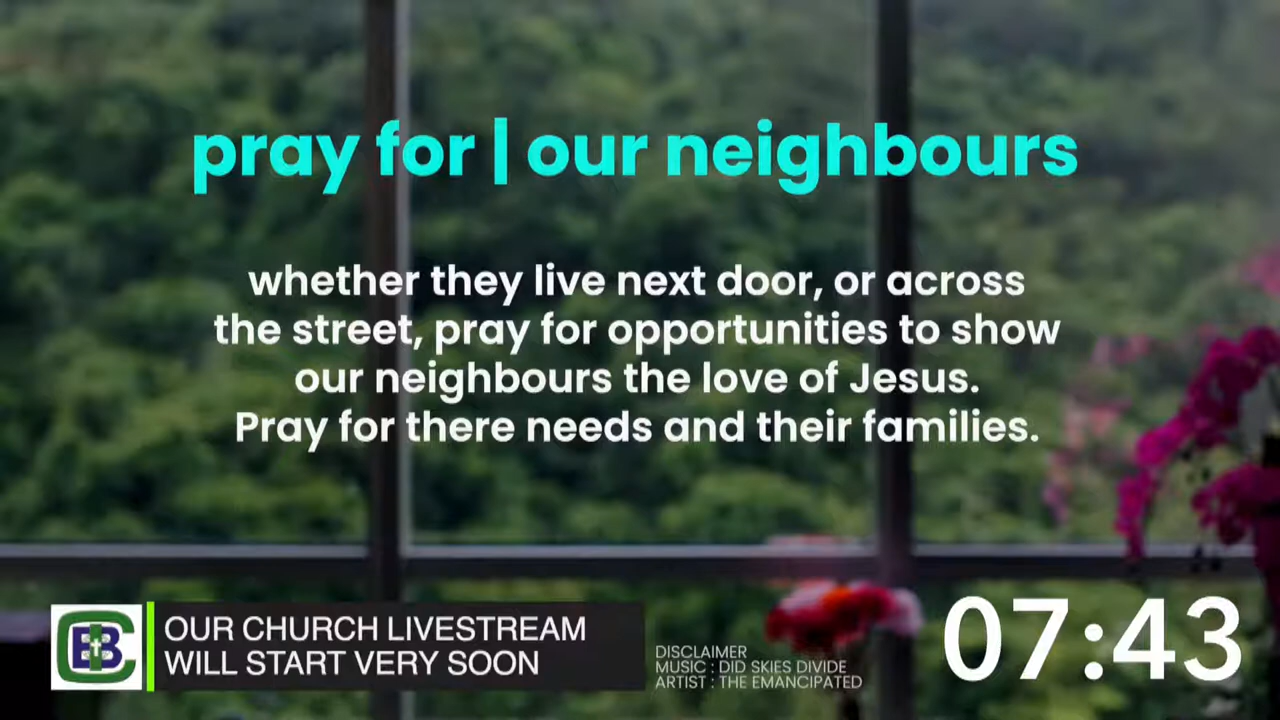 pray for | our neighbours
whether they live next door, or across
the street, pray for opportunities to show
our neighbours the love of Jesus.
Pray for there needs and their families.
CB
OUR CHURCH LIVESTREAM
WILL START VERY SOON
DISCLAIMER
MUSIC : DID SKIES DIVIDE
ARTIST : THE EMANCIPATED
07:43